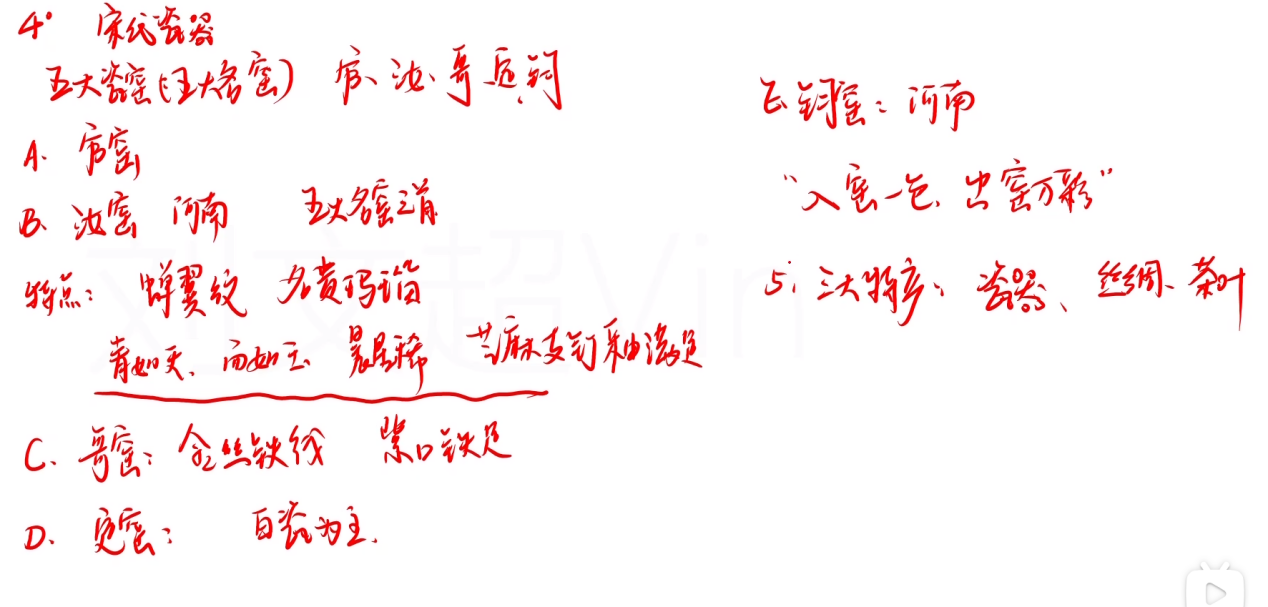 4° 宋代瓷器
五大瓷窑(五大名窑) 官、汝、哥、定、钧
A. 官窑
B. 汝窑 河南 五大名窑之首
特点: 蝉翼纹 名贵玛瑙
青如天、面如玉 晨星稀 芝麻支钉釉满足
C. 哥窑: 金丝铁线 紫口铁足
D. 定窑: 白瓷为主.
E 钧窑: 河南
“入窑一色, 出窑万彩”
5. 三大特产: 瓷器、丝绸、茶叶